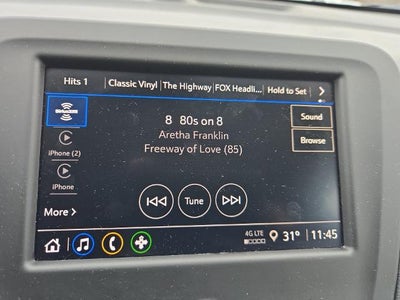 Hits 1 Classic Vinyl The Highway FOX Headli... Hold to Set
SiriusXM
8 80s on 8
Sound
Aretha Franklin
iPhone (2)
Freeway of Love (85)
Browse
iPhone
Tune
More
4G LTE 31° 11:45